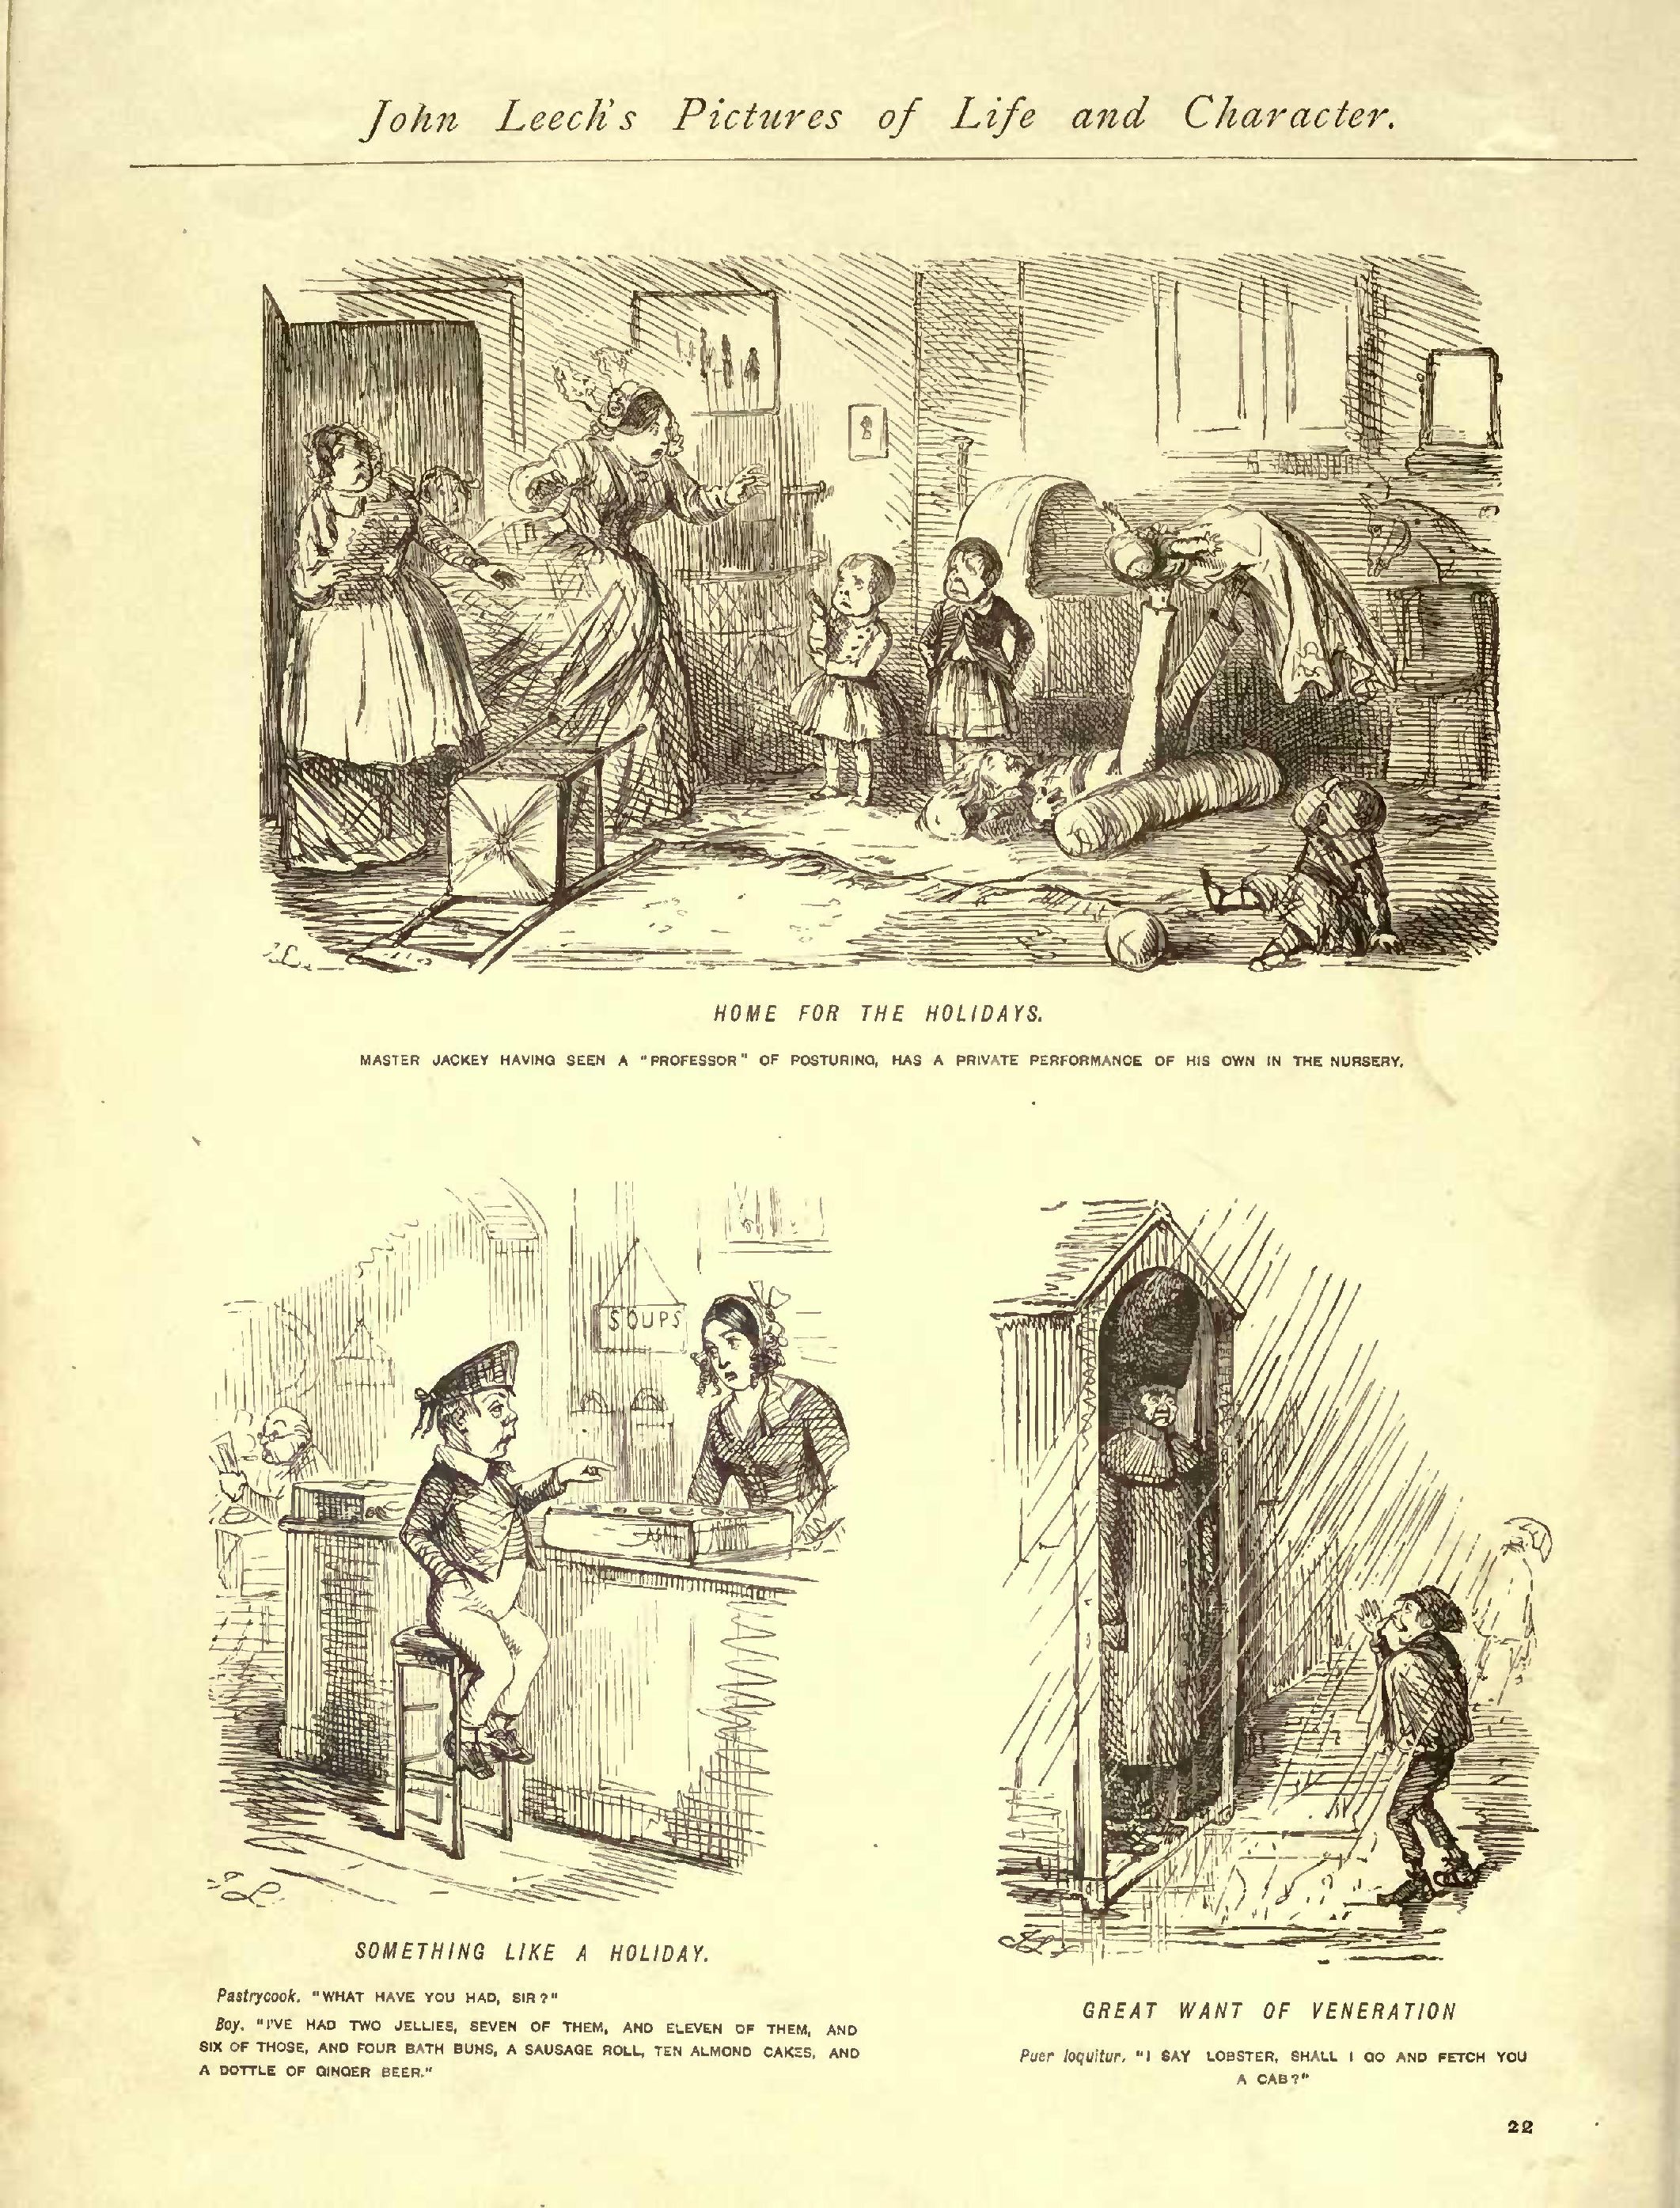 John Leech's Pictures of Life and Character.
HOME FOR THE HOLIDAYS.
MASTER JACKEY HAVING SEEN A "PROFESSOR" OF POSTURING, HAS A PRIVATE PERFORMANCE OF HIS OWN IN THE NURSERY.
SOUPS
SOMETHING LIKE A HOLIDAY.
Pastrycook. "WHAT HAVE YOU HAD, SIR?"
Boy. "I'VE HAD TWO JELLIES, SEVEN OF THEM, AND ELEVEN OF THEM, AND
SIX OF THOSE, AND FOUR BATH BUNS, A SAUSAGE ROLL, TEN ALMOND CAKES, AND
A BOTTLE OF GINGER BEER."
GREAT WANT OF VENERATION
Puer loquitur. "I SAY LOBSTER, SHALL I GO AND FETCH YOU
A CAB?"
22